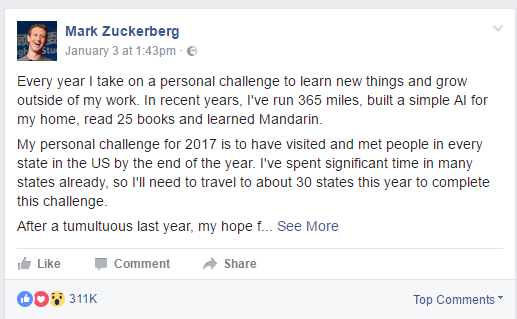 Mark Zuckerberg
January 3 at 1:43pm ·
Every year I take on a personal challenge to learn new things and grow
outside of my work. In recent years, I've run 365 miles, built a simple AI for
my home, read 25 books and learned Mandarin.
My personal challenge for 2017 is to have visited and met people in every
state in the US by the end of the year. I've spent significant time in many
states already, so I'll need to travel to about 30 states this year to complete
this challenge.
After a tumultuous last year, my hope f... See More
Like Comment Share
311K Top Comments